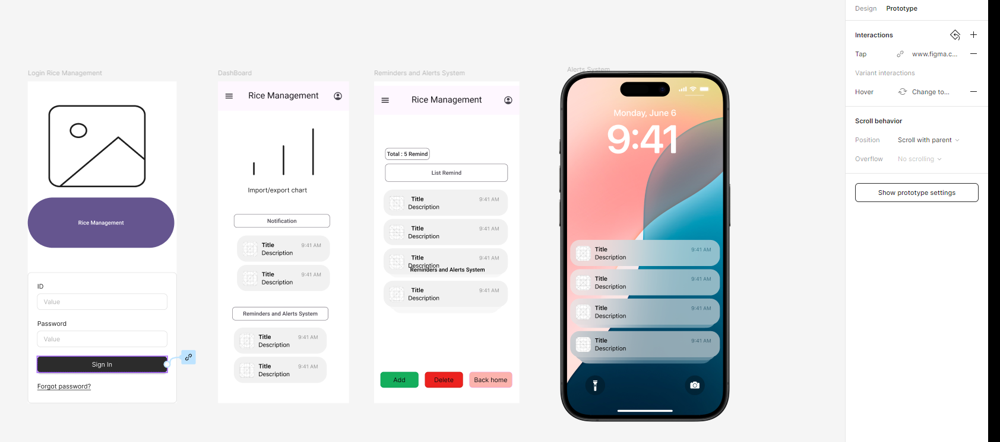 Login Rice Management
Rice Management
ID
Value
Password
Value
Sign In
Forgot password?
DashBoard
Rice Management
Import/export chart
Notification
Title
9:41 AM
Description
Title
9:41 AM
Description
Reminders and Alerts System
Title
9:41 AM
Description
Title
9:41 AM
Description
Reminders and Alerts System
Rice Management
Total : 5 Remind
List Remind
Title
9:41 AM
Description
Title
9:41 AM
Description
Title
9:41 AM
Description
Reminders and Alerts System
Title
9:41 AM
Description
Add
Delete
Back home
Alerts System
Monday, June 6
9:41
Title
9:41 AM
Description
Title
9:41 AM
Description
Title
9:41 AM
Description
Title
9:41 AM
Description
Design
Prototype
Interactions
Tap
www.figma.c...
Variant interactions
Hover
Change to...
Scroll behavior
Position
Scroll with parent
Overflow
No scrolling
Show prototype settings